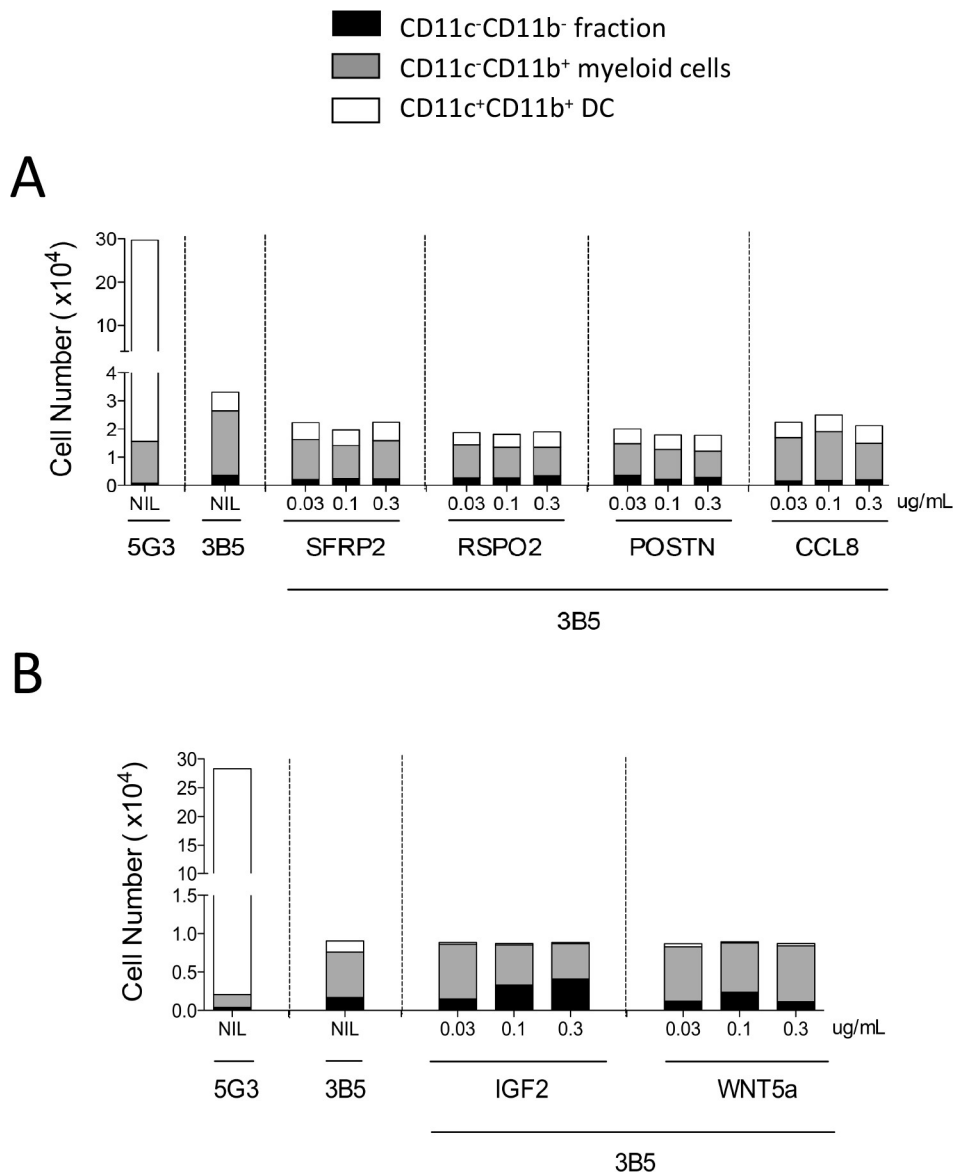 CD11c⁻CD11b⁻ fraction
CD11c⁻CD11b⁺ myeloid cells
CD11c⁺CD11b⁺ DC
A
Cell Number ( x10⁴)
30
20
10
4
3
2
1
0
NIL NIL 0.03 0.1 0.3 0.03 0.1 0.3 0.03 0.1 0.3 0.03 0.1 0.3 ug/mL
5G3 3B5 SFRP2 RSPO2 POSTN CCL8
3B5
B
Cell Number ( x10⁴)
30
25
20
15
10
1.5
1.0
0.5
0.0
NIL NIL 0.03 0.1 0.3 0.03 0.1 0.3 ug/mL
5G3 3B5 IGF2 WNT5a
3B5